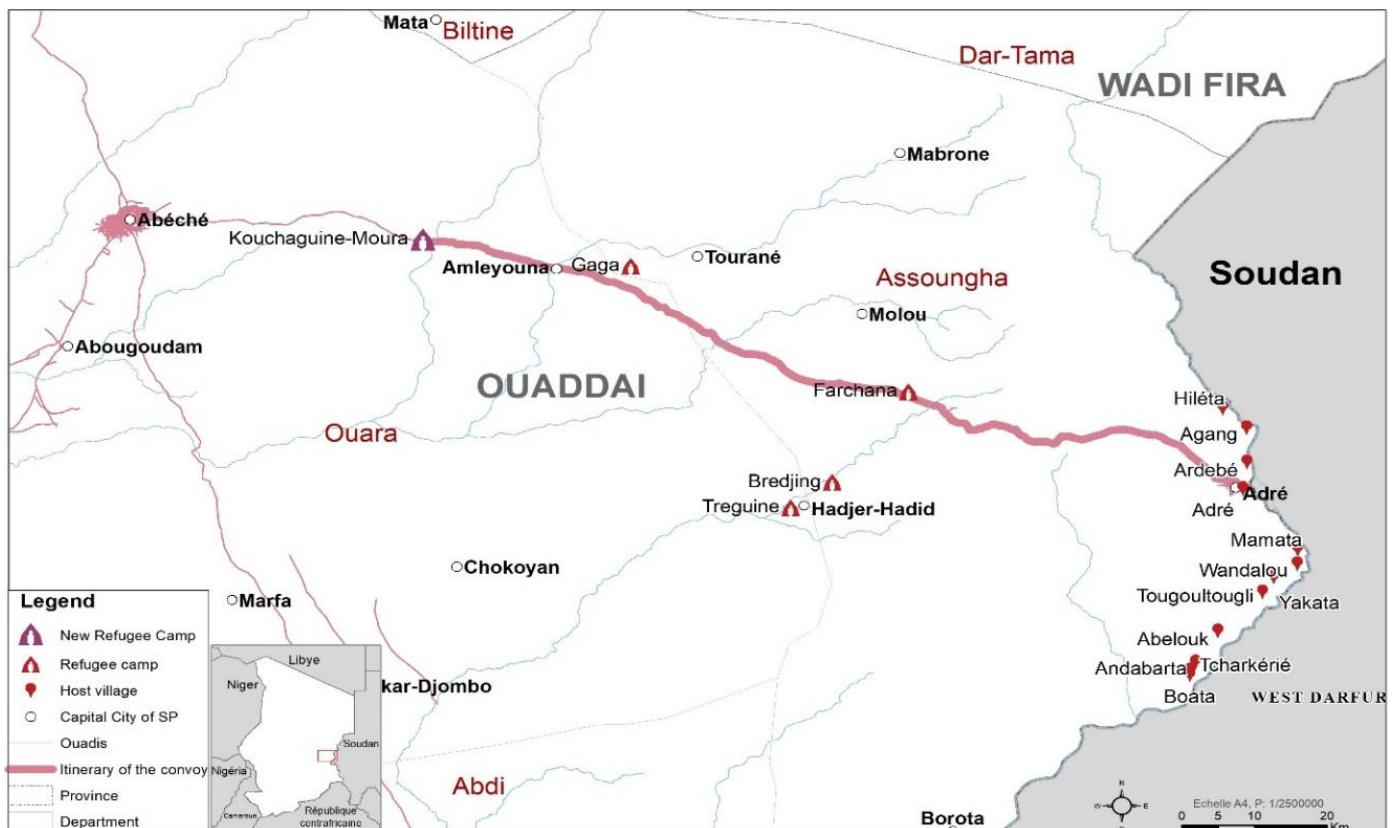 Mata
Biltine
Dar-Tama
WADI FIRA
Mabrone
Abéché
Kouchaguine-Moura
Amleyouna
Gaga
Tourané
Assoungha
Soudan
Molou
Abougoudam
OUADDAI
Farchana
Hiléta
Agang
Ouara
Ardebé
Bredjing
Adré
Treguine
Hadjer-Hadid
Adré
Mamata
Chokoyan
Wandalou
Tougoultougli
Yakata
Marfa
Abelouk
Andabarta
Tcharkérié
kar-Djombo
Boata
WEST DARFUR
Abdi
Borota
Legend
New Refugee Camp
Refugee camp
Host village
Capital City of SP
Ouadis
Itinerary of the convoy
Province
Department
Libye
Niger
Soudan
Nigéria
Cameroun
République
centrafricaine
N
W
E
S
Echelle A4, P: 1/2500000
0 5 10 20
Km